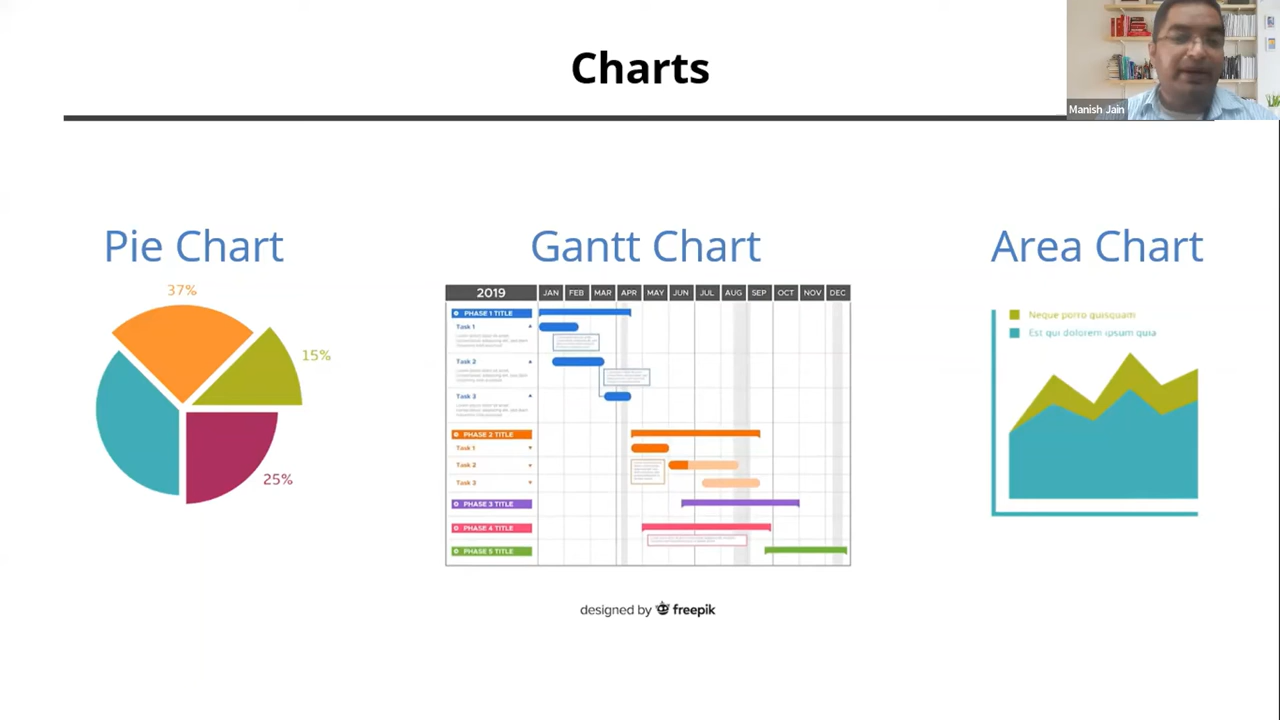 Charts
Manish Jain
Pie Chart
37%
15%
25%
Gantt Chart
2019 JAN FEB MAR APR MAY JUN JUL AUG SEP OCT NOV DEC
PHASE 1 TITLE
Task 1
Task 2
Task 3
PHASE 2 TITLE
Task 1
Task 2
Task 3
PHASE 3 TITLE
PHASE 4 TITLE
PHASE 5 TITLE
designed by freepik
Area Chart
Neque porro quisquam
Est qui dolorem ipsum quia